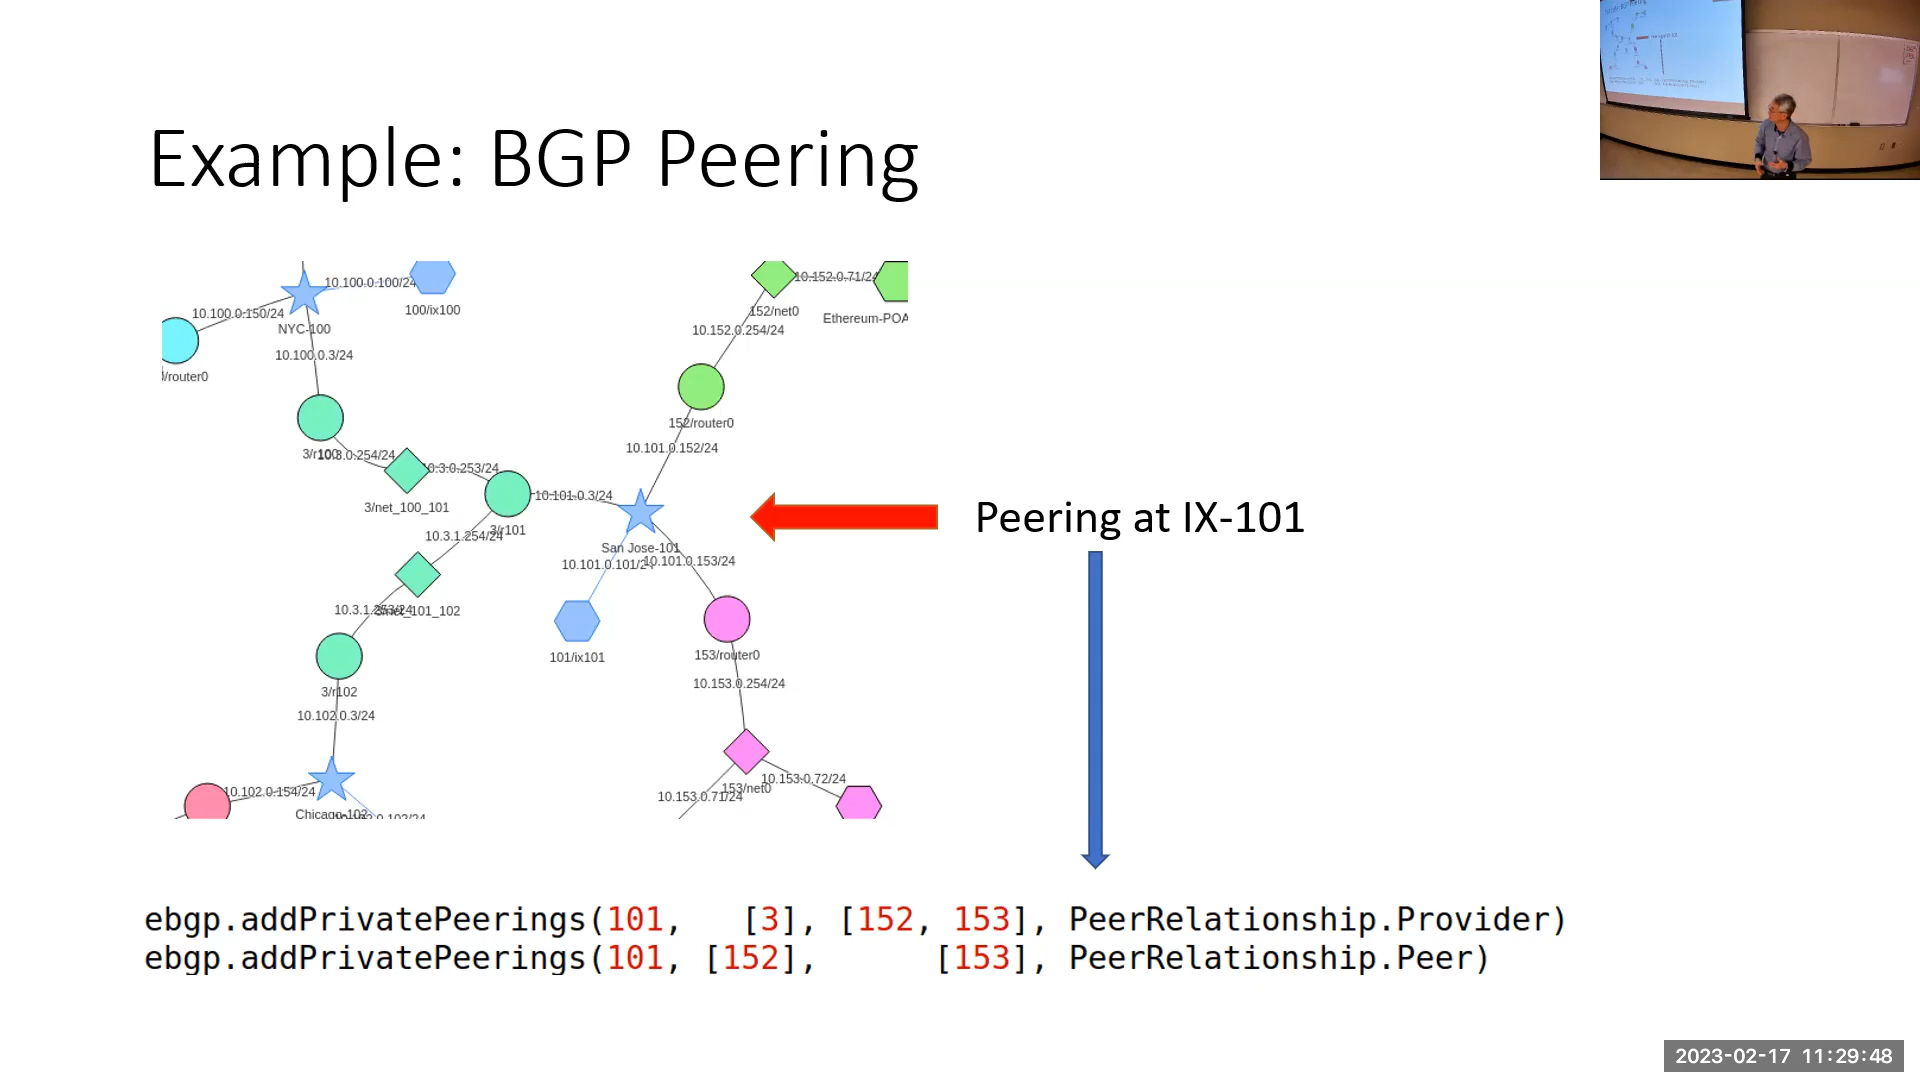 Example: BGP Peering
10.100.0.100/24
100/ix100
10.100.0.150/24
NYC-100
10.100.0.3/24
/router0
10.152.0.71/24
152/net0
Ethereum-POA
10.152.0.254/24
152/router0
10.101.0.152/24
3/r100
10.3.0.254/24
10.3.0.253/24
3/net_100_101
10.101.0.3/24
3/r101
10.3.1.254/24
San Jose-101
10.101.0.101/24
10.101.0.153/24
10.3.1.253/24
3/net_101_102
101/ix101
153/router0
10.153.0.254/24
3/r102
10.102.0.3/24
10.153.0.72/24
153/net0
10.153.0.71/24
10.102.0.154/24
Chicago-102
Peering at IX-101
ebgp.addPrivatePeerings(101,   [3], [152, 153], PeerRelationship.Provider)
ebgp.addPrivatePeerings(101, [152],      [153], PeerRelationship.Peer)
2023-02-17 11:29:48